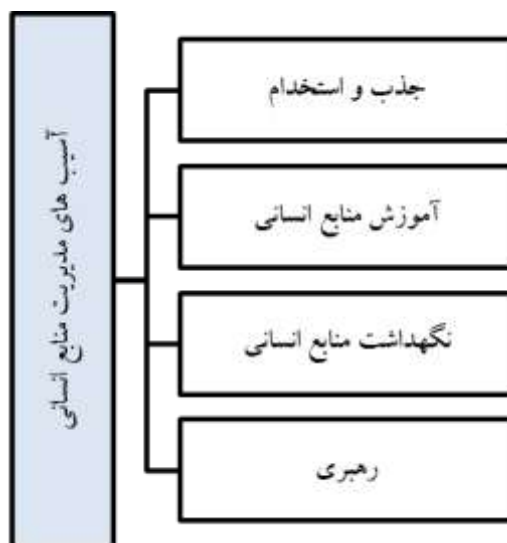 آسیب های مدیریت منابع انسانی
جذب و استخدام
آموزش منابع انسانی
نگهداشت منابع انسانی
رهبری